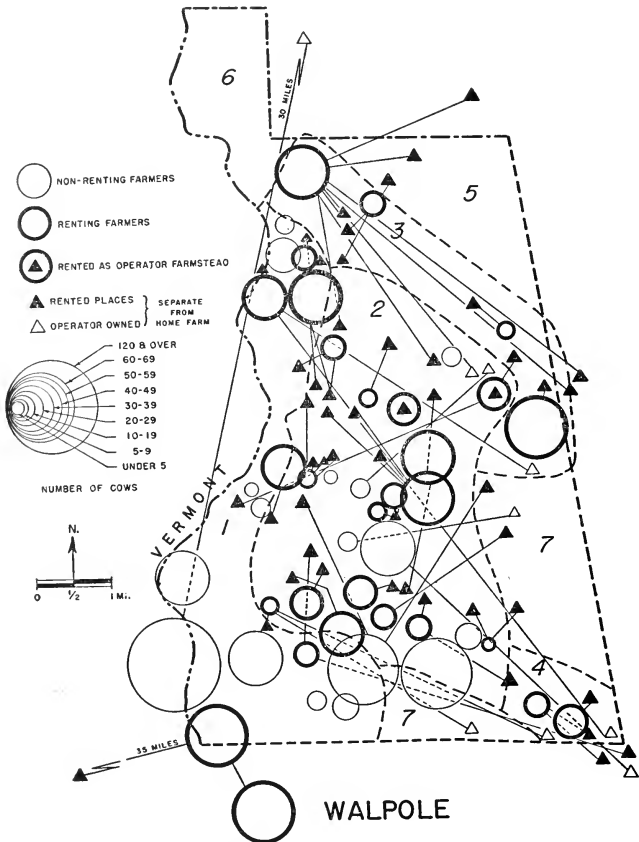 30 MILES
6
5
3
2
NON-RENTING FARMERS
RENTING FARMERS
RENTED AS OPERATOR FARMSTEAD
RENTED PLACES
OPERATOR OWNED
SEPARATE
FROM
HOME FARM
120 & OVER
60-69
50-59
40-49
30-39
20-29
10-19
5-9
UNDER 5
NUMBER OF COWS
VERMONT
N.
0 1/2 1 MI.
7
4
7
35 MILES
WALPOLE